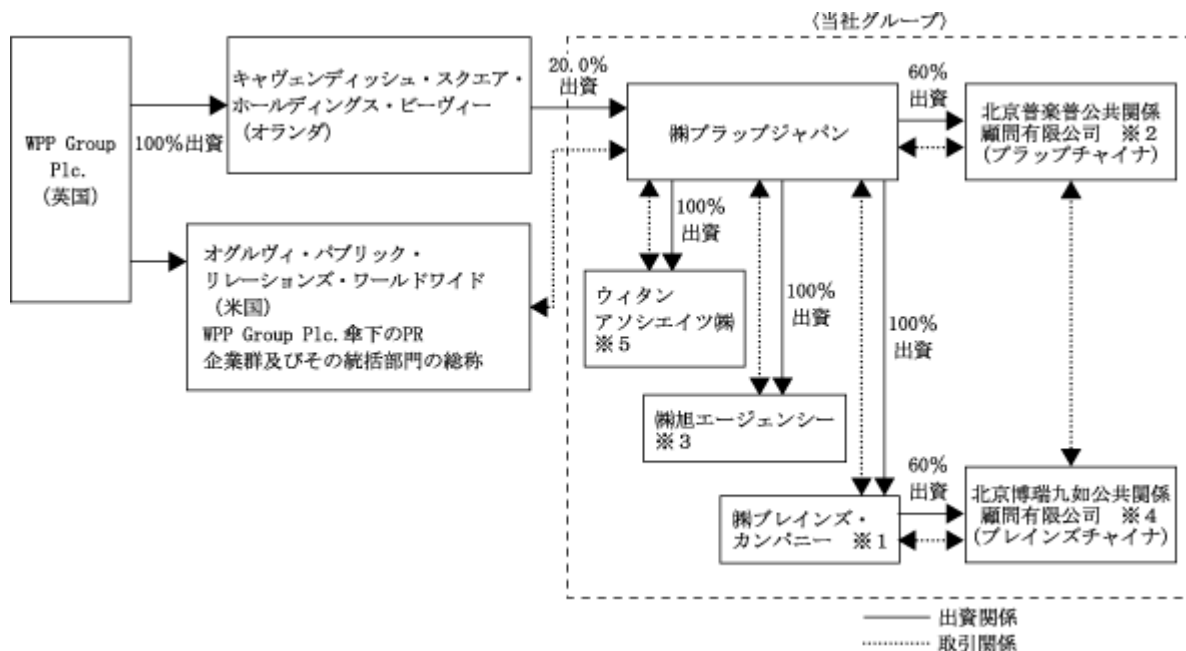 〈当社グループ〉
WPP Group
Plc.
(英国)
100%出資
キャヴェンディッシュ・スクエア・
ホールディングス・ビーヴィー
(オランダ)
オグルヴィ・パブリック・
リレーションズ・ワールドワイド
(米国)
WPP Group Plc.傘下のPR
企業群及びその統括部門の総称
20.0%
出資
㈱プラップジャパン
60%
出資
北京普楽普公共関係
顧問有限公司 ※2
(プラップチャイナ)
100%
出資
ウィタン
アソシエイツ㈱
※5
100%
出資
㈱旭エージェンシー
※3
100%
出資
㈱ブレインズ・
カンパニー ※1
60%
出資
北京博瑞九如公共関係
顧問有限公司 ※4
(ブレインズチャイナ)
出資関係
取引関係